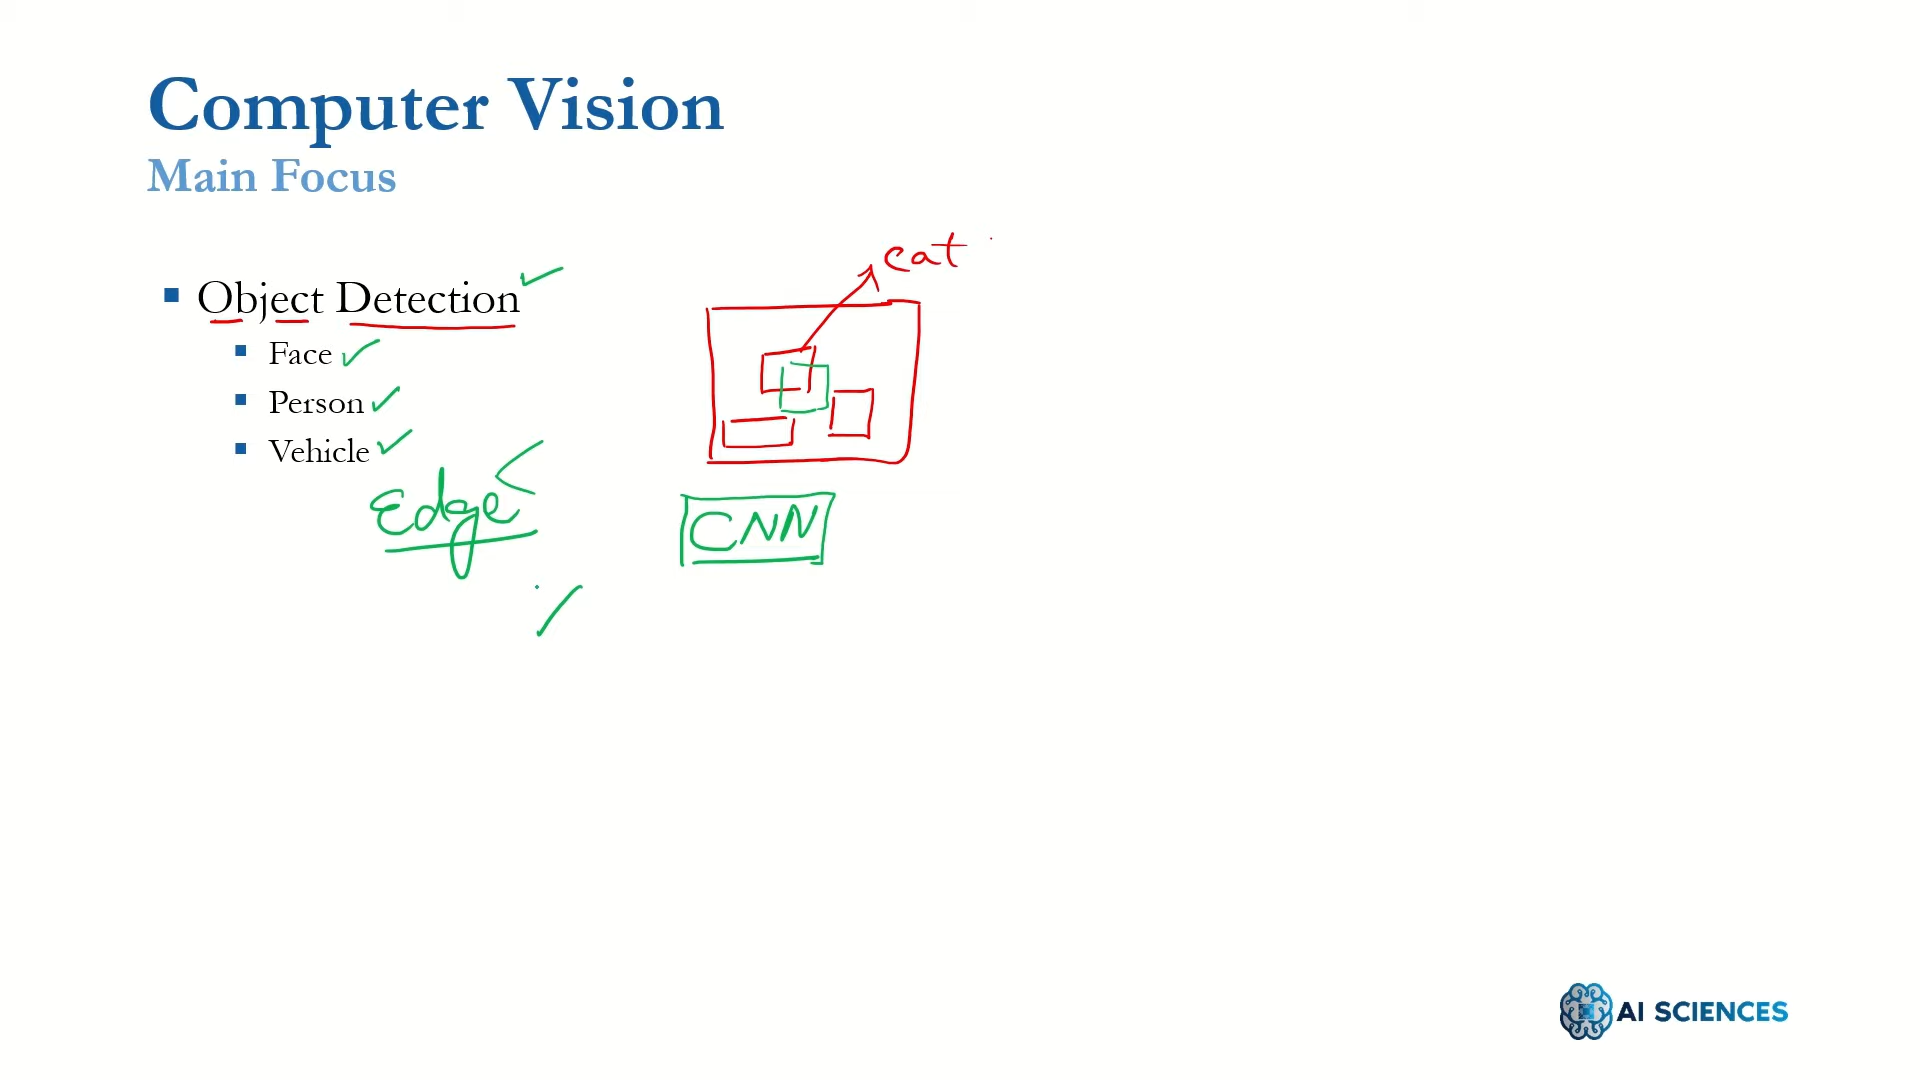 Computer Vision
Main Focus
cat
Object Detection
Face
Person
Vehicle
Edge
CNN
AI SCIENCES